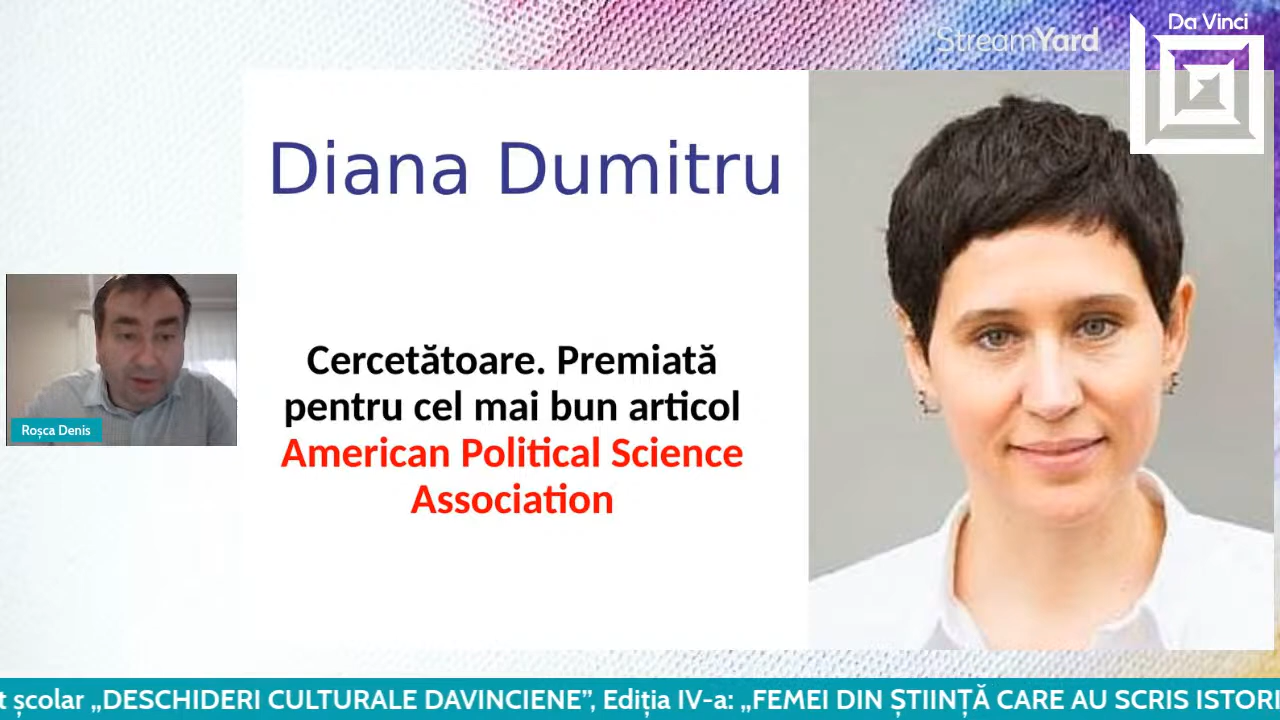 StreamYard
Da Vinci
Diana Dumitru
Cercetătoare. Premiată
pentru cel mai bun articol
American Political Science
Association
Roșca Denis
t școlar „DESCHIDERI CULTURALE DAVINCIENE”, Ediția IV-a: „FEMEI DIN ȘTIINȚĂ CARE AU SCRIS ISTORI